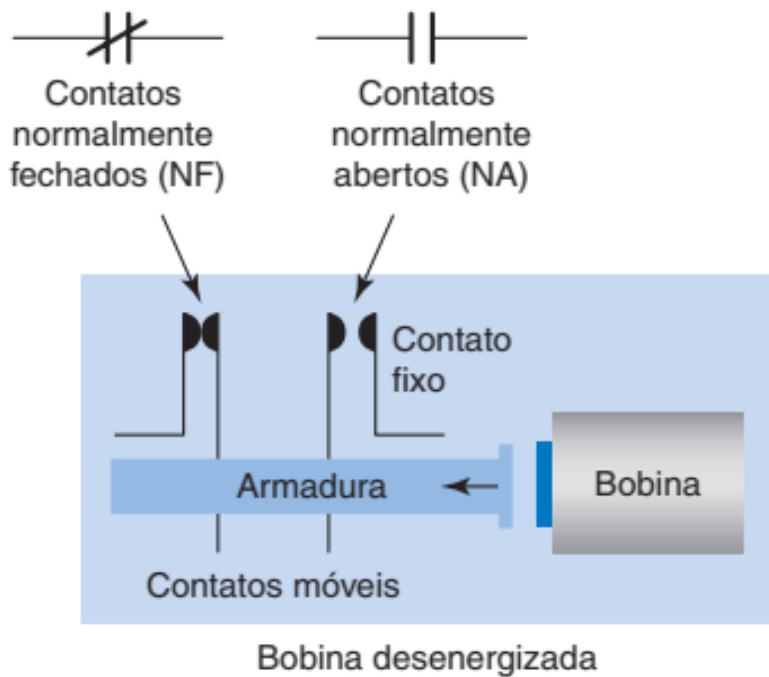 Contatos
normalmente
fechados (NF)
Contatos
normalmente
abertos (NA)
Contato
fixo
Armadura
Bobina
Contatos móveis
Bobina desenergizada